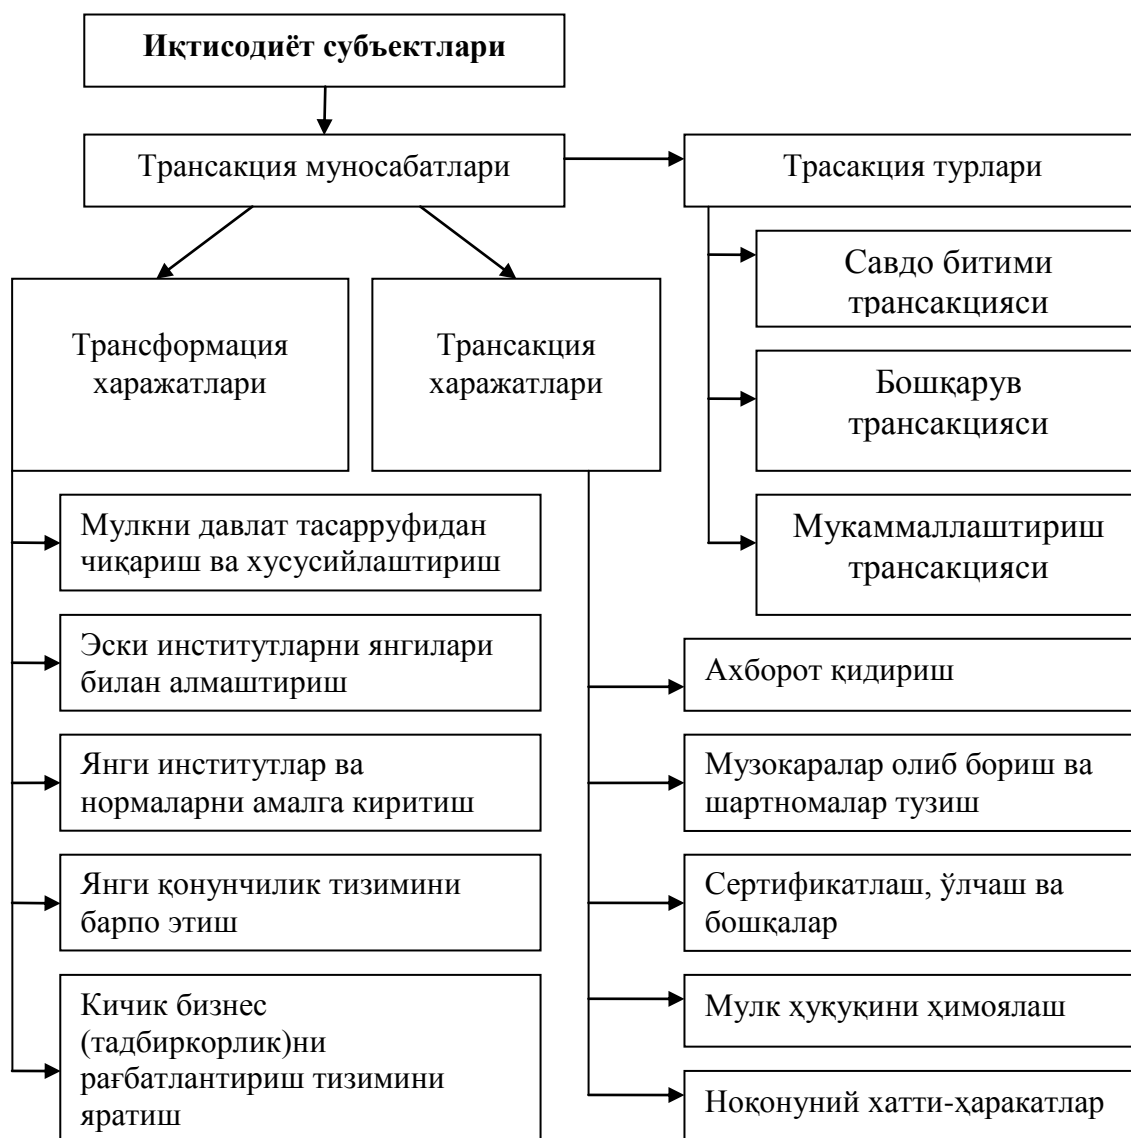 Иқтисодиёт субъектлари
Трансакция муносабатлари
Трасакция турлари
Савдо битими
трансакцияси
Бошқарув
трансакцияси
Мукаммаллаштириш
трансакцияси
Трансформация
харажатлари
Трансакция
харажатлари
Мулкни давлат тасарруфидан
чиқариш ва хусусийлаштириш
Эски институтларни янгилари
билан алмаштириш
Янги институтлар ва
нормаларни амалга киритиш
Янги қонунчилик тизимини
барпо этиш
Кичик бизнес
(тадбиркорлик)ни
рағбатлантириш тизимини
яратиш
Ахборот қидириш
Музокаралар олиб бориш ва
шартномалар тузиш
Сертификатлаш, ўлчаш ва
бошқалар
Мулк ҳуқуқини ҳимоялаш
Ноқонуний хатти-ҳаракатлар